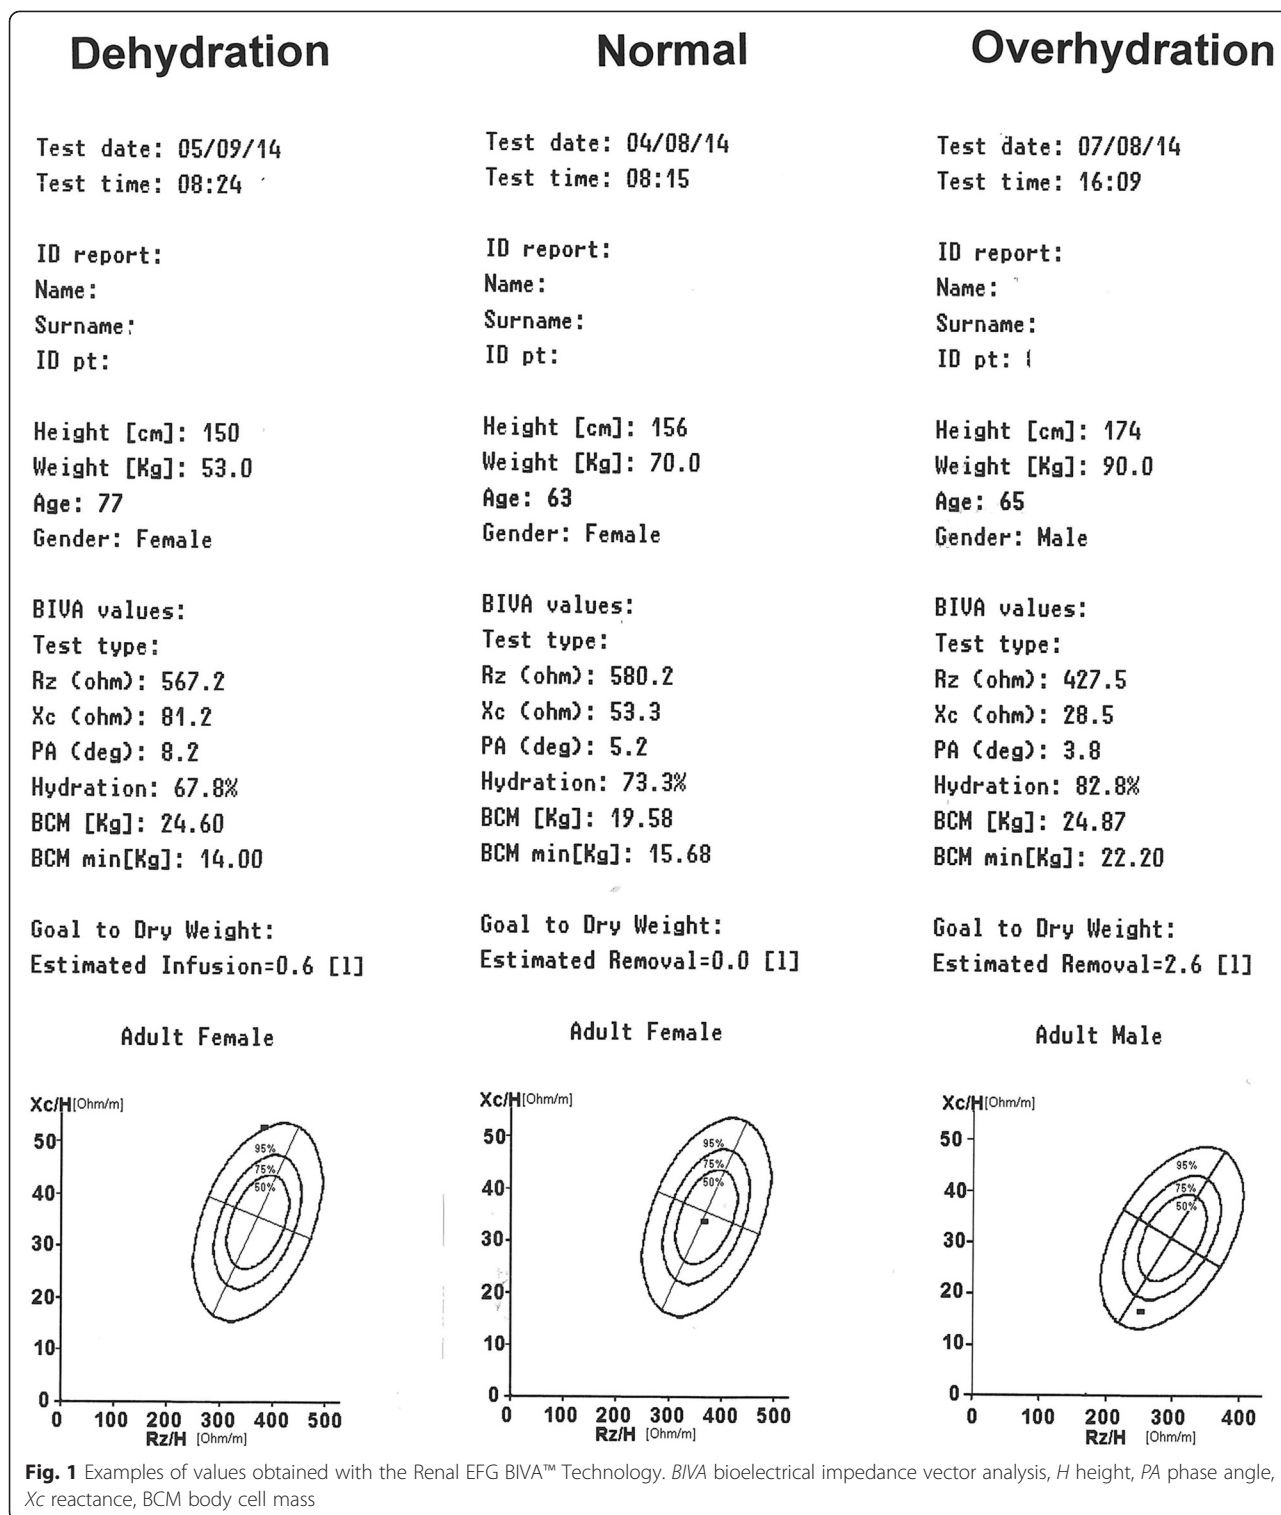 Dehydration
Test date: 05/09/14
Test time: 08:24
ID report:
Name:
Surname:
ID pt:
Height [cm]: 150
Weight [Kg]: 53.0
Age: 77
Gender: Female
BIVA values:
Test type:
Rz (ohm): 567.2
Xc (ohm): 81.2
PA (deg): 8.2
Hydration: 67.8%
BCM [Kg]: 24.60
BCM min[Kg]: 14.00
Goal to Dry Weight:
Estimated Infusion=0.6 [l]
Adult Female
Xc/H[Ohm/m]
50
40
30
20
10
0
95%
75%
50%
0 100 200 300 400 500
Rz/H [Ohm/m]
Normal
Test date: 04/08/14
Test time: 08:15
ID report:
Name:
Surname:
ID pt:
Height [cm]: 156
Weight [Kg]: 70.0
Age: 63
Gender: Female
BIVA values:
Test type:
Rz (ohm): 580.2
Xc (ohm): 53.3
PA (deg): 5.2
Hydration: 73.3%
BCM [Kg]: 19.58
BCM min[Kg]: 15.68
Goal to Dry Weight:
Estimated Removal=0.0 [l]
Adult Female
Xc/H[Ohm/m]
50
40
30
20
10
0
95%
75%
50%
0 100 200 300 400 500
Rz/H [Ohm/m]
Overhydration
Test date: 07/08/14
Test time: 16:09
ID report:
Name:
Surname:
ID pt:
Height [cm]: 174
Weight [Kg]: 90.0
Age: 65
Gender: Male
BIVA values:
Test type:
Rz (ohm): 427.5
Xc (ohm): 28.5
PA (deg): 3.8
Hydration: 82.8%
BCM [Kg]: 24.87
BCM min[Kg]: 22.20
Goal to Dry Weight:
Estimated Removal=2.6 [l]
Adult Male
Xc/H[Ohm/m]
50
40
30
20
10
0
95%
75%
50%
0 100 200 300 400
Rz/H [Ohm/m]
Fig. 1 Examples of values obtained with the Renal EFG BIVA™ Technology. BIVA bioelectrical impedance vector analysis, H height, PA phase angle,
Xc reactance, BCM body cell mass